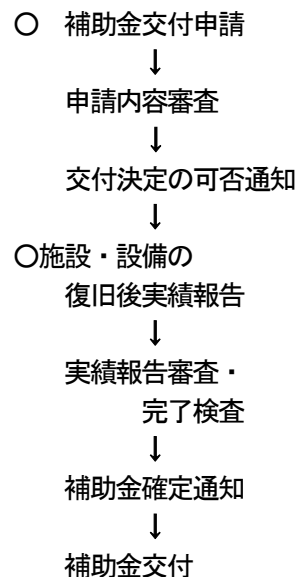 〇　補助金交付申請
↓
申請内容審査
↓
交付決定の可否通知
↓
〇施設・設備の
復旧後実績報告
↓
実績報告審査・
完了検査
↓
補助金確定通知
↓
補助金交付